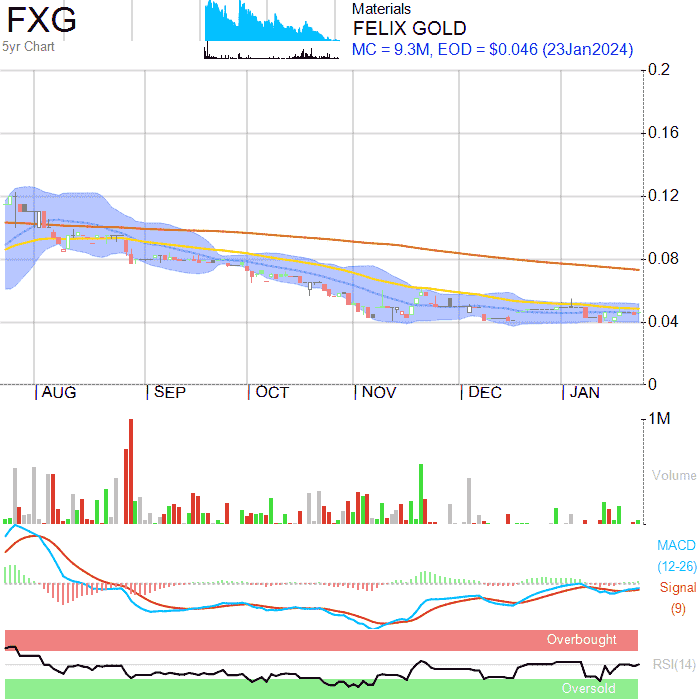 FXG
5yr Chart
Materials
FELIX GOLD
MC = 9.3M, EOD = $0.046 (23Jan2024)
0.2
0.16
0.12
0.08
0.04
0
AUG SEP OCT NOV DEC JAN
1M
Volume
MACD
(12-26)
Signal
(9)
Overbought
RSI(14)
Oversold